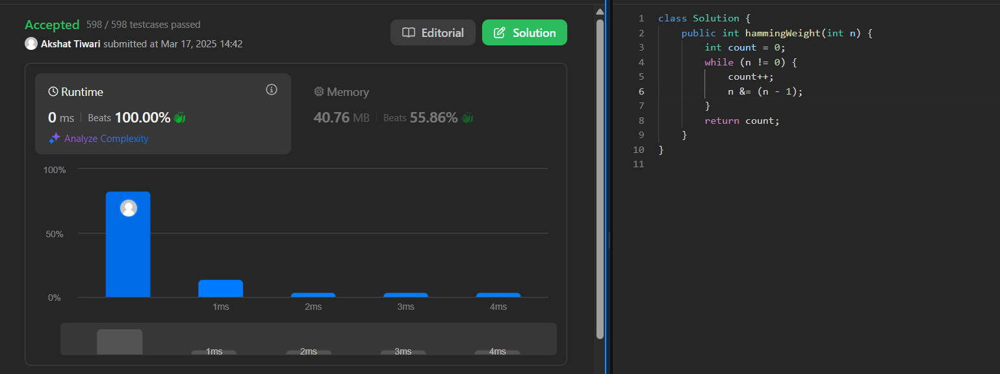 Accepted 598 / 598 testcases passed
Akshat Tiwari submitted at Mar 17, 2025 14:42
Editorial
Solution
Runtime
0 ms Beats 100.00%
Analyze Complexity
Memory
40.76 MB Beats 55.86%
100%
50%
0%
1ms 2ms 3ms 4ms
1ms 2ms 3ms 4ms
1 class Solution {
2     public int hammingWeight(int n) {
3         int count = 0;
4         while (n != 0) {
5             count++;
6             n &= (n - 1);
7         }
8         return count;
9     }
10 }
11